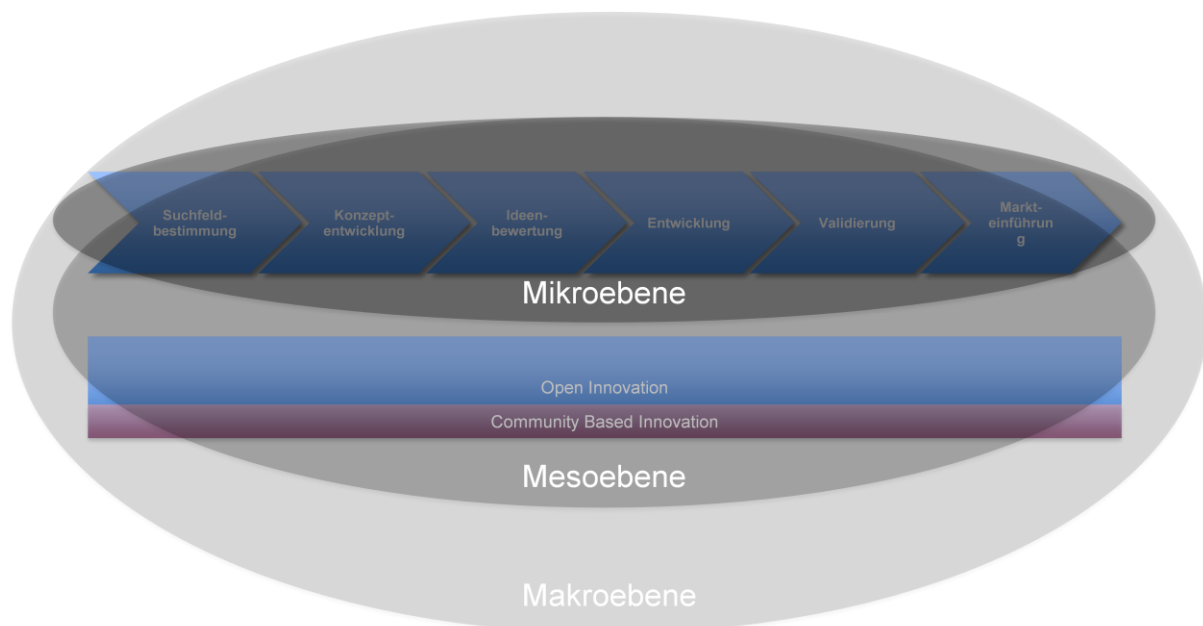 Suchfeld-
bestimmung
Konzept-
entwicklung
Ideen-
bewertung
Entwicklung
Validierung
Markt-
einführun
g
Mikroebene
Open Innovation
Community Based Innovation
Mesoebene
Makroebene